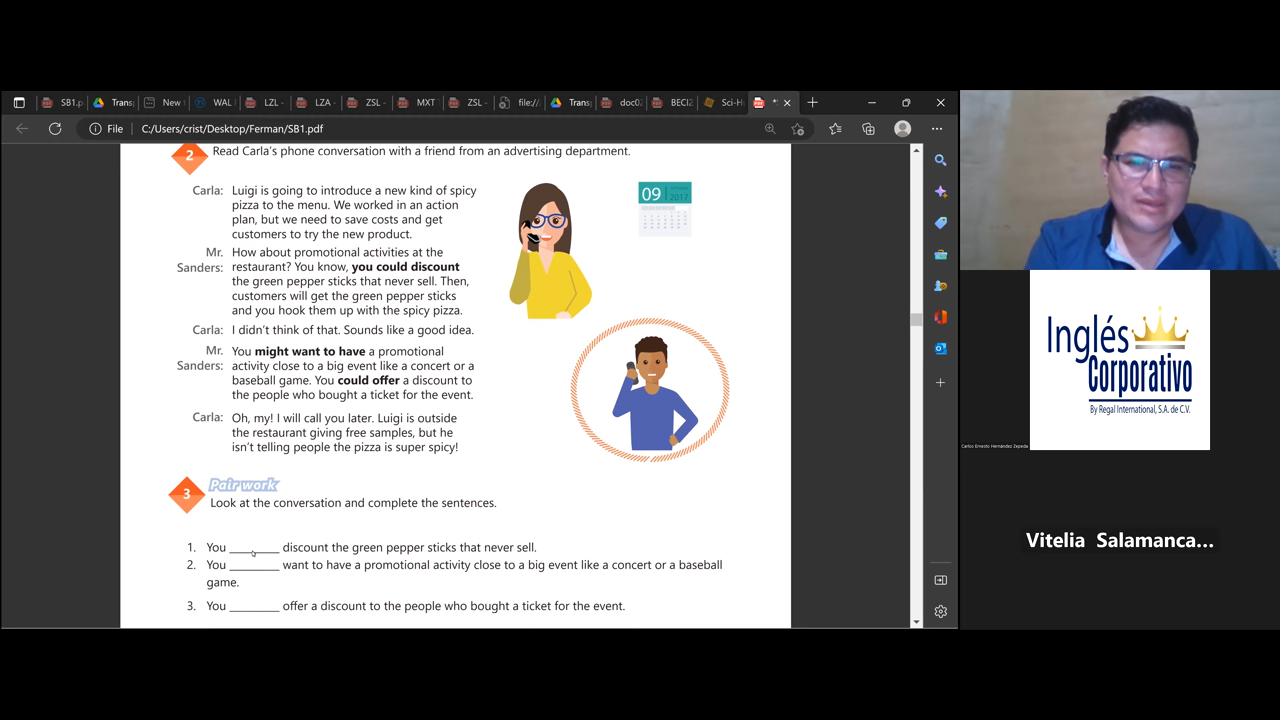 SB1.p
Trans
New
WAL
LZL -
LZA -
ZSL -
MXT
ZSL -
file://
Trans
doc0
BECI
Sci-H
File
C:/Users/crist/Desktop/Ferman/SB1.pdf
2
Read Carla's phone conversation with a friend from an advertising department.
Carla: Luigi is going to introduce a new kind of spicy
pizza to the menu. We worked in an action
plan, but we need to save costs and get
customers to try the new product.
Mr. How about promotional activities at the
Sanders: restaurant? You know, you could discount
the green pepper sticks that never sell. Then,
customers will get the green pepper sticks
and you hook them up with the spicy pizza.
Carla: I didn't think of that. Sounds like a good idea.
Mr. You might want to have a promotional
Sanders: activity close to a big event like a concert or a
baseball game. You could offer a discount to
the people who bought a ticket for the event.
Carla: Oh, my! I will call you later. Luigi is outside
the restaurant giving free samples, but he
isn't telling people the pizza is super spicy!
09
2017
3
Pair work
Look at the conversation and complete the sentences.
1. You ________ discount the green pepper sticks that never sell.
2. You ________ want to have a promotional activity close to a big event like a concert or a baseball
game.
3. You ________ offer a discount to the people who bought a ticket for the event.
Inglés
Corporativo
By Regal International, S.A. de C.V.
Carlos Ernesto Hernández Zepeda
Vitelia Salamanca...